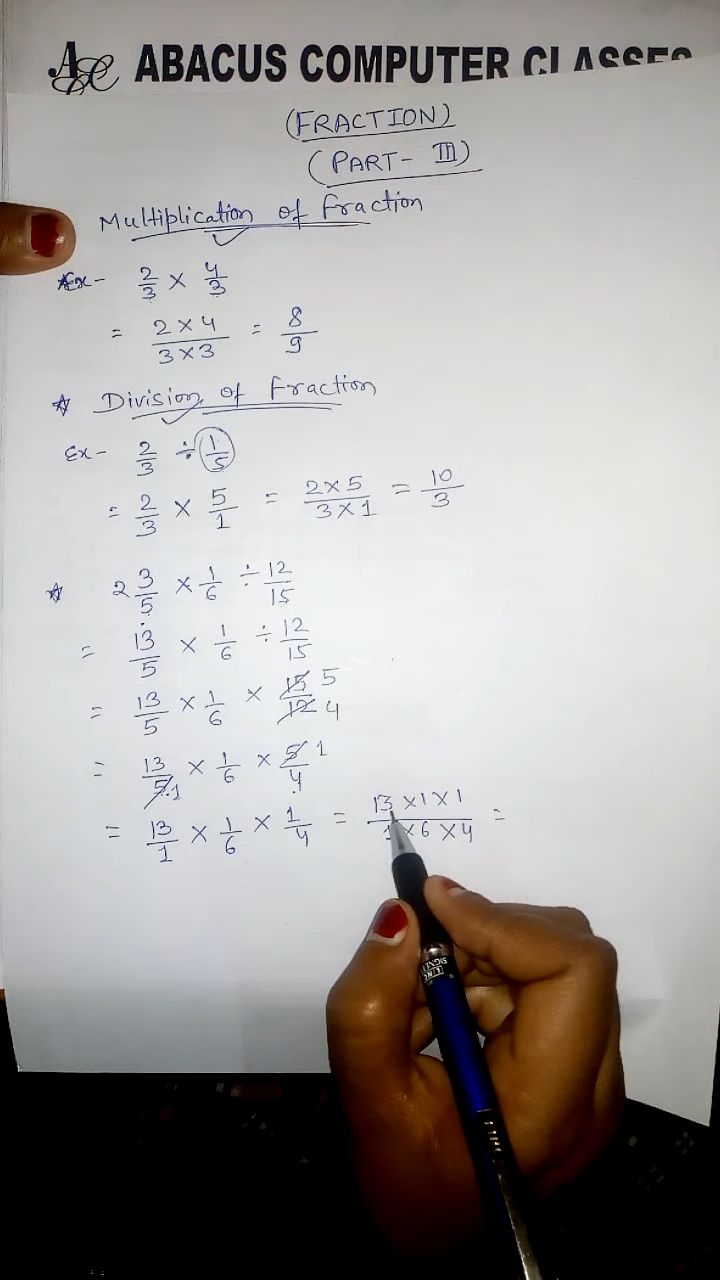 AC ABACUS COMPUTER CLASSES
(FRACTION)
(PART- III)
Multiplication of Fraction
Ex- 2/3 × 4/3
= 2×4/3×3 = 8/9
☆ Division of Fraction
Ex- 2/3 ÷ 1/5
= 2/3 × 5/1 = 2×5/3×1 = 10/3
☆ 2 3/5 × 1/6 ÷ 12/15
= 13/5 × 1/6 ÷ 12/15
= 13/5 × 1/6 × 15/12 5/4
= 13/5 1 × 1/6 × 5/4 1
= 13/1 × 1/6 × 1/4 = 13×1×1/1×6×4 =